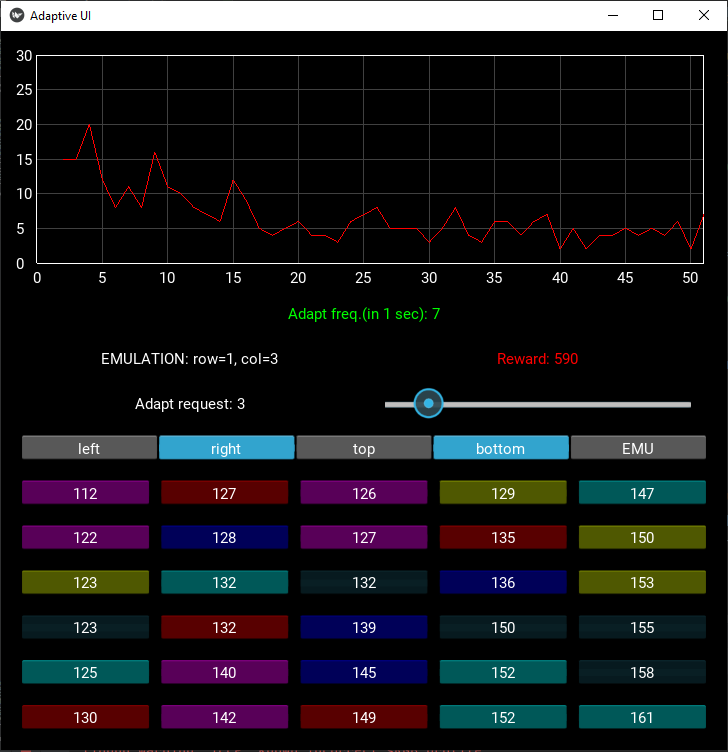 Adaptive UI
30
25
20
15
10
5
0
0 5 10 15 20 25 30 35 40 45 50
Adapt freq.(in 1 sec): 7
EMULATION: row=1, col=3 Reward: 590
Adapt request: 3
left right top bottom EMU
112 127 126 129 147
122 128 127 135 150
123 132 132 136 153
123 132 139 150 155
125 140 145 152 158
130 142 149 152 161